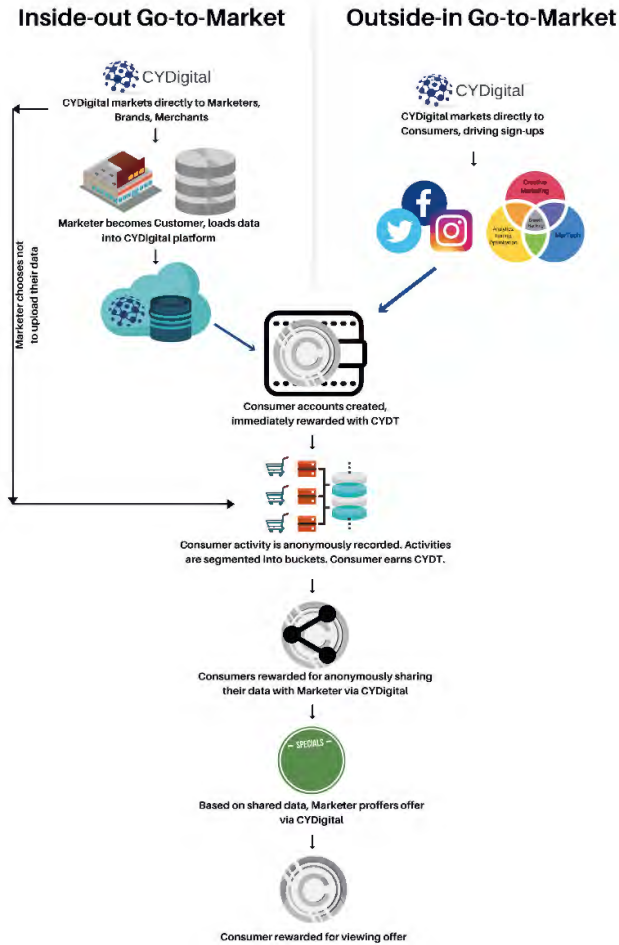 Inside-out Go-to-Market
Outside-in Go-to-Market
CYDigital
CYDigital markets directly to Marketers,
Brands, Merchants
Marketer becomes Customer, loads data
into CYDigital platform
Marketer chooses not
to upload their data
CYDigital
CYDigital markets directly to
Consumers, driving sign-ups
Creative
Marketing
MarTech
Consumer accounts created,
immediately rewarded with CYDT
Consumer activity is anonymously recorded. Activities
are segmented into buckets. Consumer earns CYDT.
Consumers rewarded for anonymously sharing
their data with Marketer via CYDigital
SPECIALS
Based on shared data, Marketer proffers offer
via CYDigital
Consumer rewarded for viewing offer